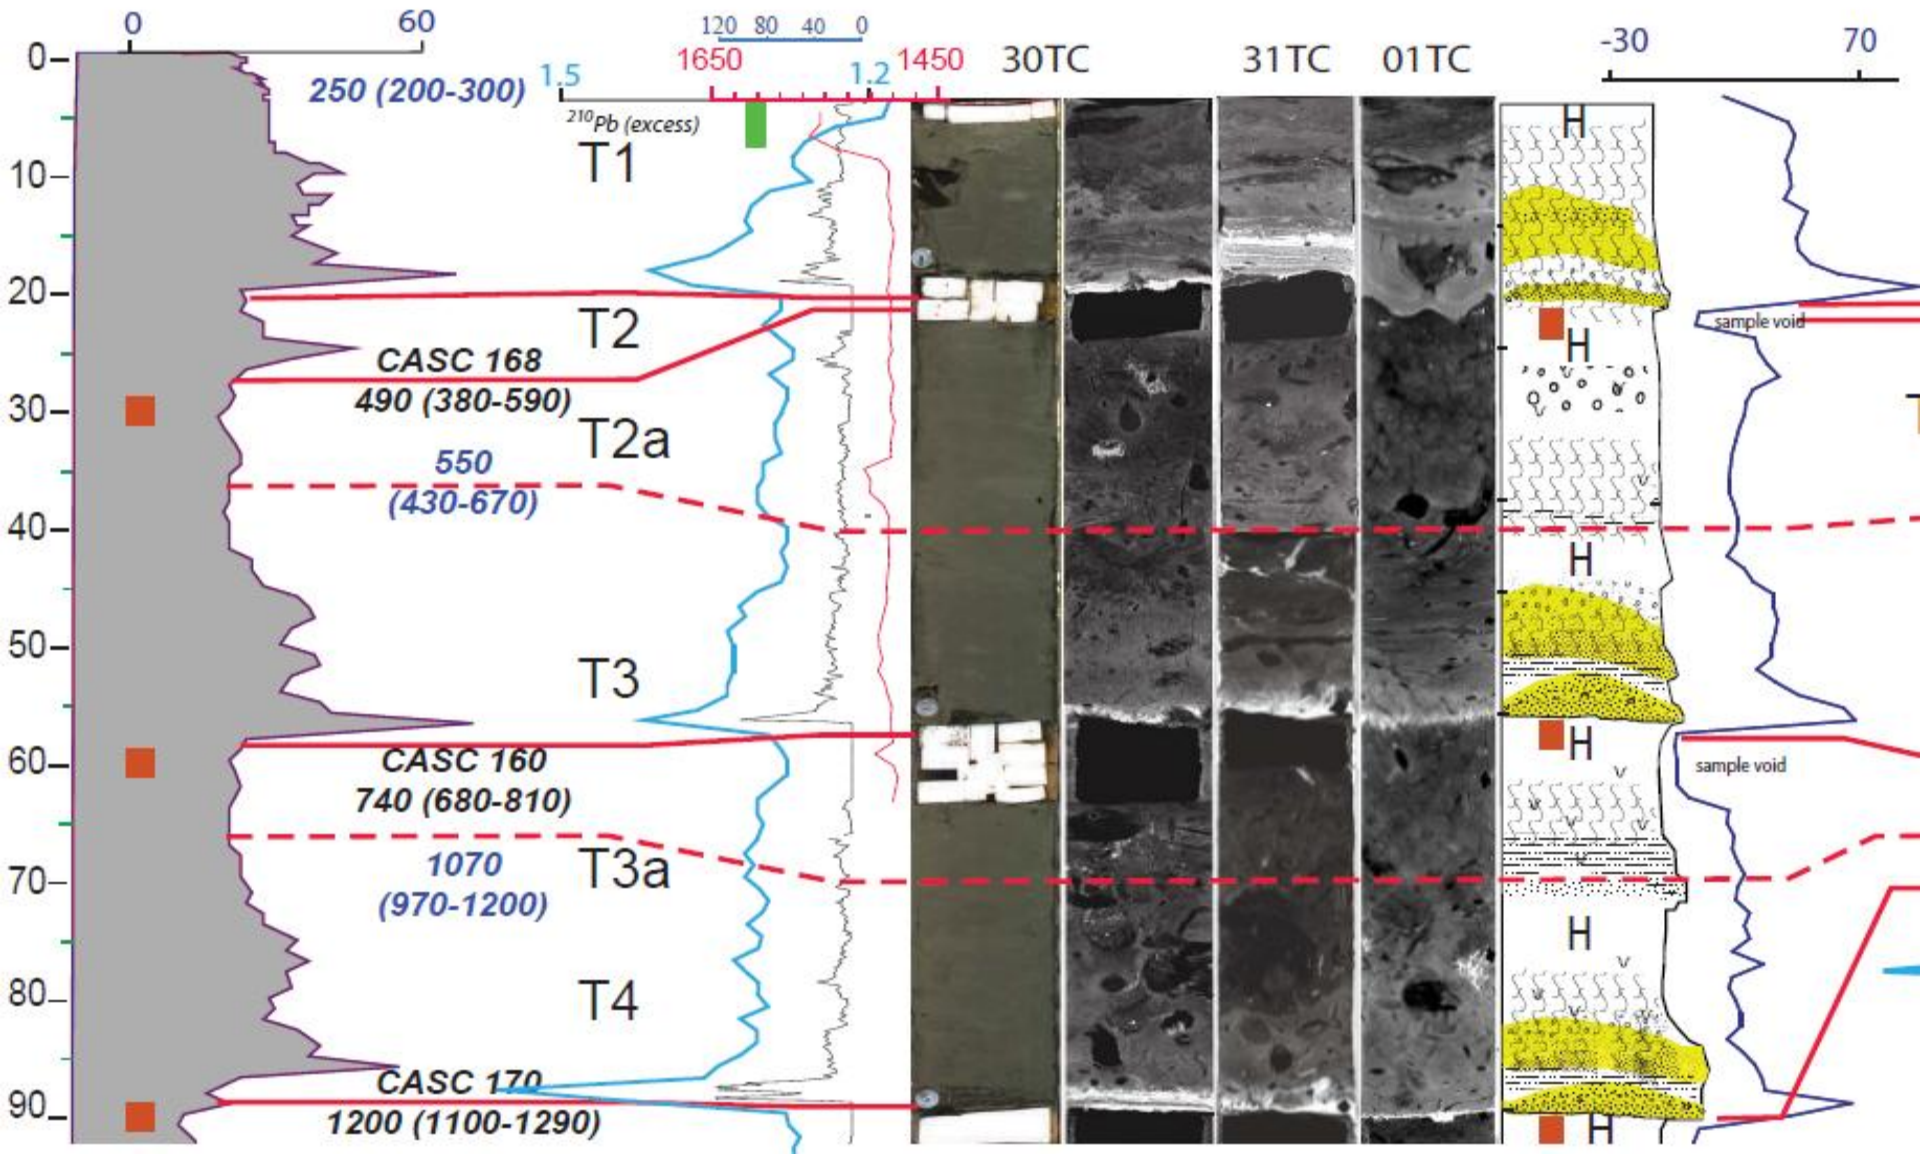 0 60 120 80 40 0 30TC 31TC 01TC -30 70
1650 1450
1.5 1.2
0
250 (200-300)
210Pb (excess)
H
T1
10
20
T2
sample void
H
CASC 168
490 (380-590)
30
T2a
550
(430-670)
40
H
50
T3
CASC 160
H
60
sample void
740 (680-810)
1070
T3a
70
(970-1200)
H
80
T4
CASC 170
90
1200 (1100-1290)
H